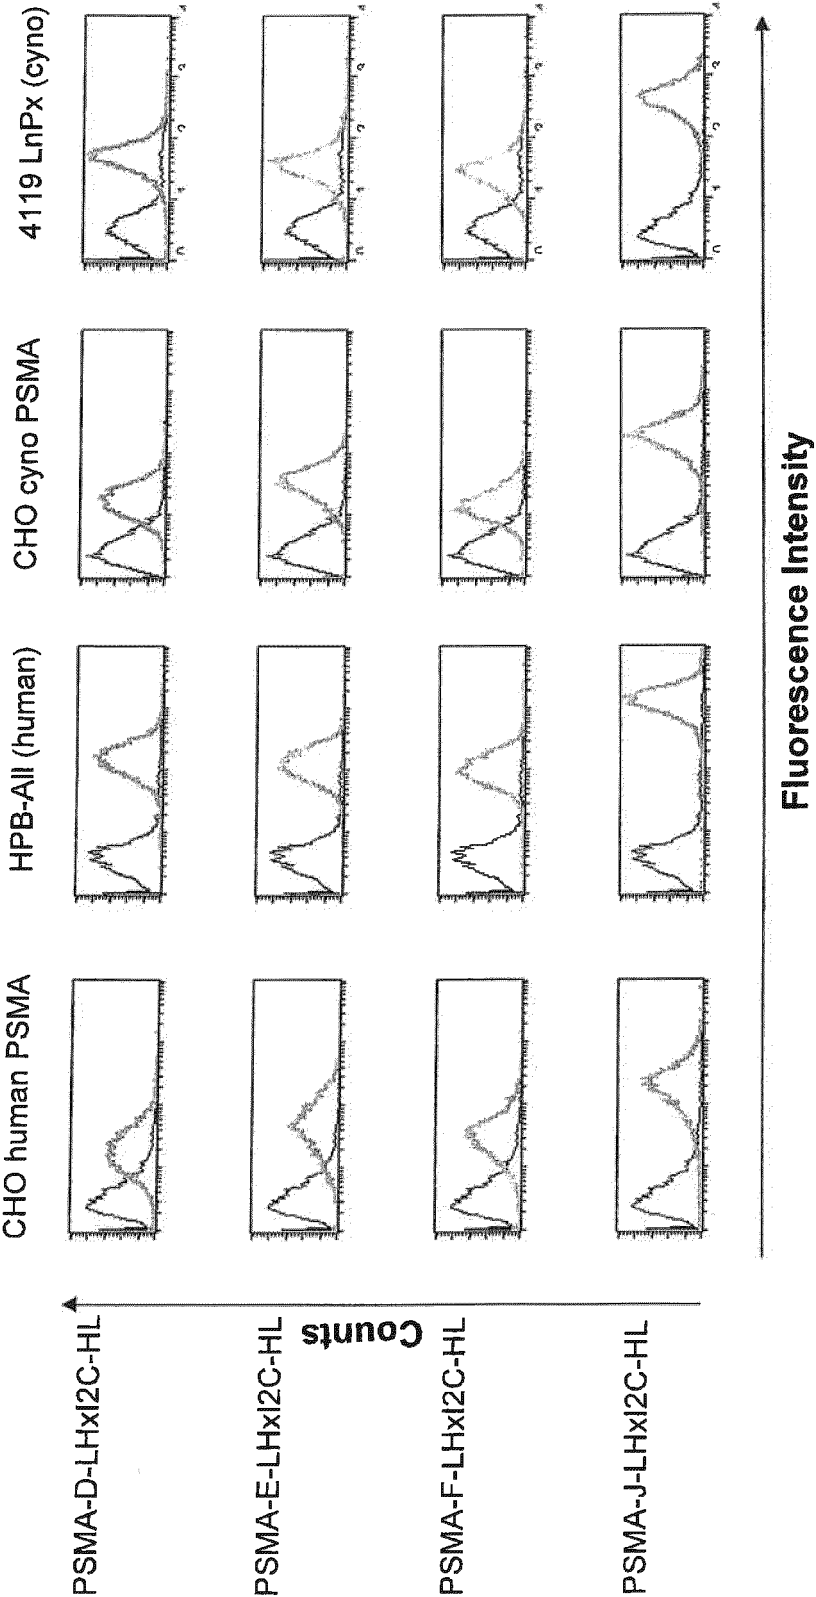 CHO human PSMA
HPB-All (human)
CHO cyno PSMA
4119 LnPx (cyno)
PSMA-D-LHxI2C-HL
PSMA-E-LHxI2C-HL
PSMA-F-LHxI2C-HL
PSMA-J-LHxI2C-HL
Counts
Fluorescence Intensity